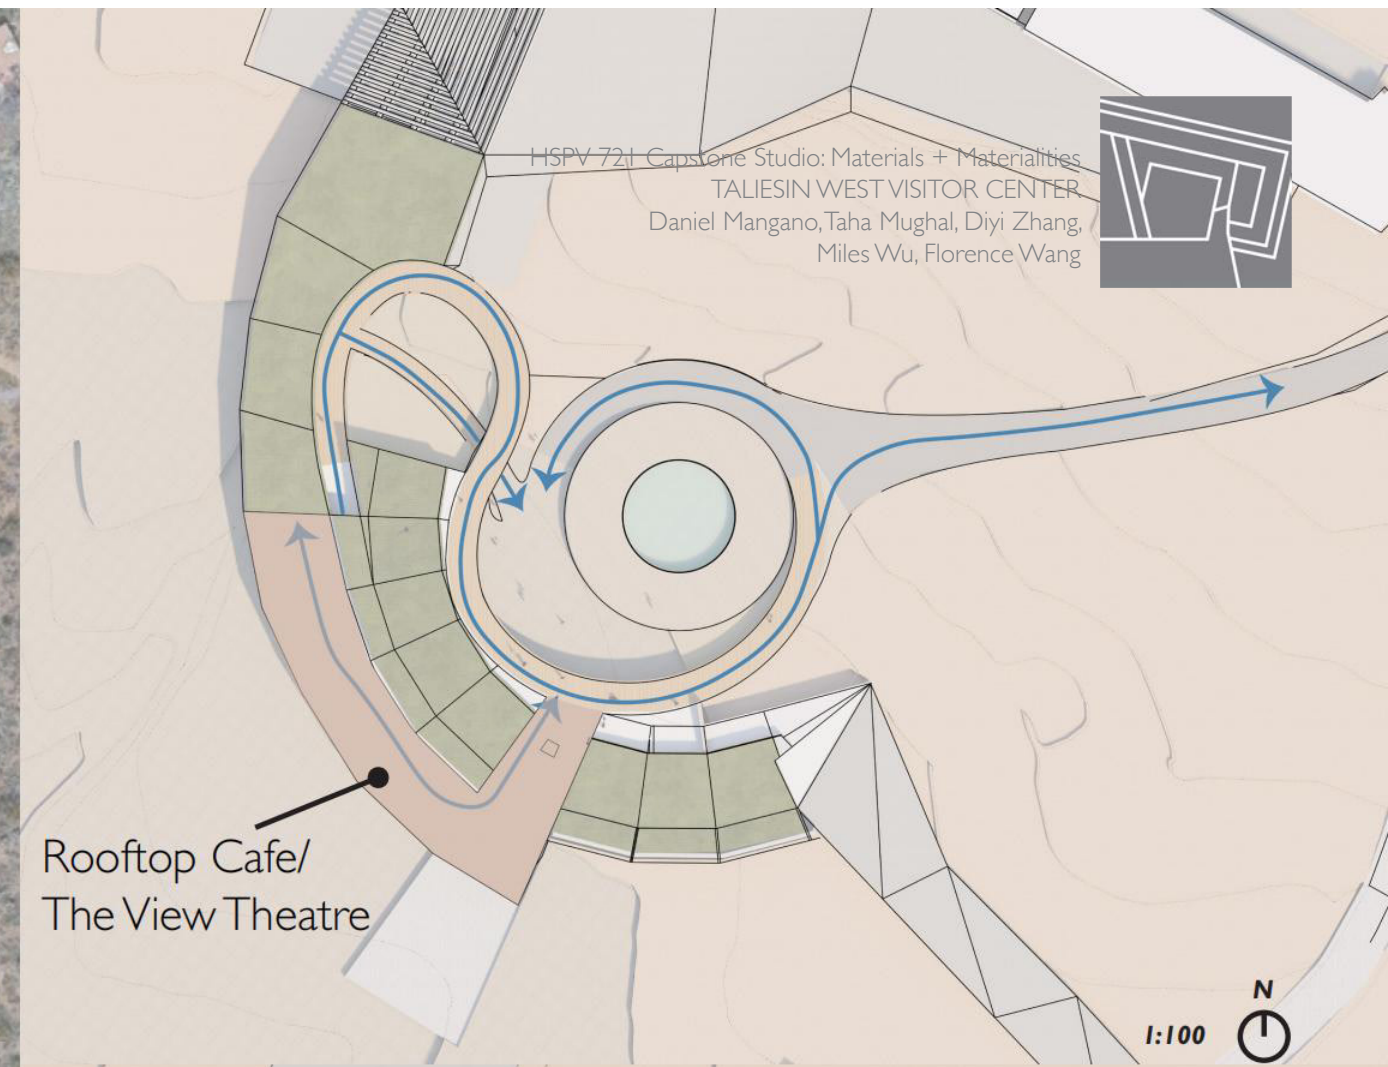 HSPV 721 Capstone Studio: Materials + Materialities
TALIESIN WEST VISITOR CENTER
Daniel Mangano, Taha Mughal, Diyi Zhang,
Miles Wu, Florence Wang
Rooftop Cafe/
The View Theatre
N
1:100